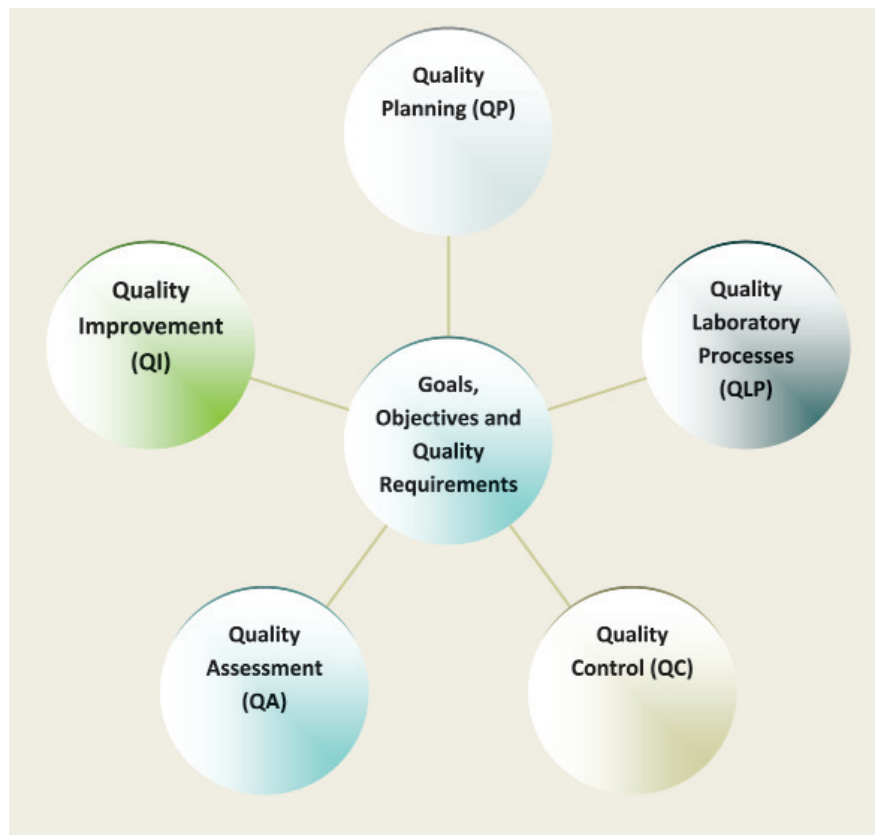 Quality
Planning (QP)
Quality
Improvement
(QI)
Quality
Laboratory
Processes
(QLP)
Goals,
Objectives and
Quality
Requirements
Quality
Assessment
(QA)
Quality
Control (QC)